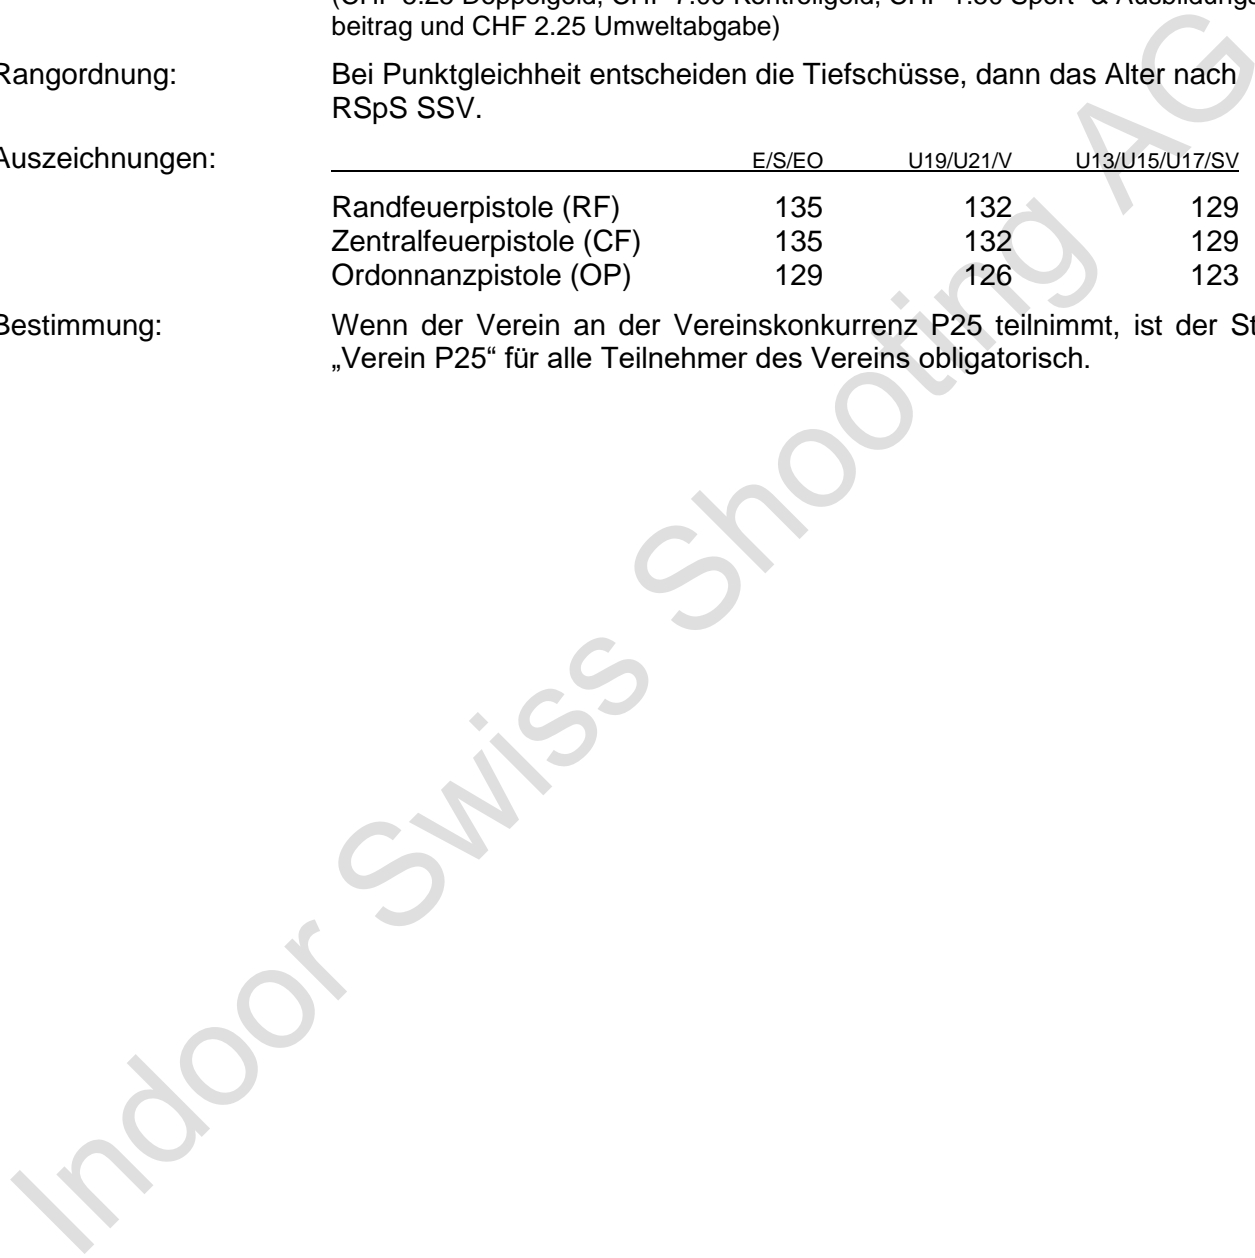 beitrag und CHF 2.25 Umweltabgabe)
Rangordnung: Bei Punktgleichheit entscheiden die Tiefschüsse, dann das Alter nach
RSpS SSV.
Auszeichnungen: E/S/EO U19/U21/V U13/U15/U17/SV
Randfeuerpistole (RF) 135 132 129
Zentralfeuerpistole (CF) 135 132 129
Ordonnanzpistole (OP) 129 126 123
Bestimmung: Wenn der Verein an der Vereinskonkurrenz P25 teilnimmt, ist der
„Verein P25“ für alle Teilnehmer des Vereins obligatorisch.
Indoor Swiss Shooting AG